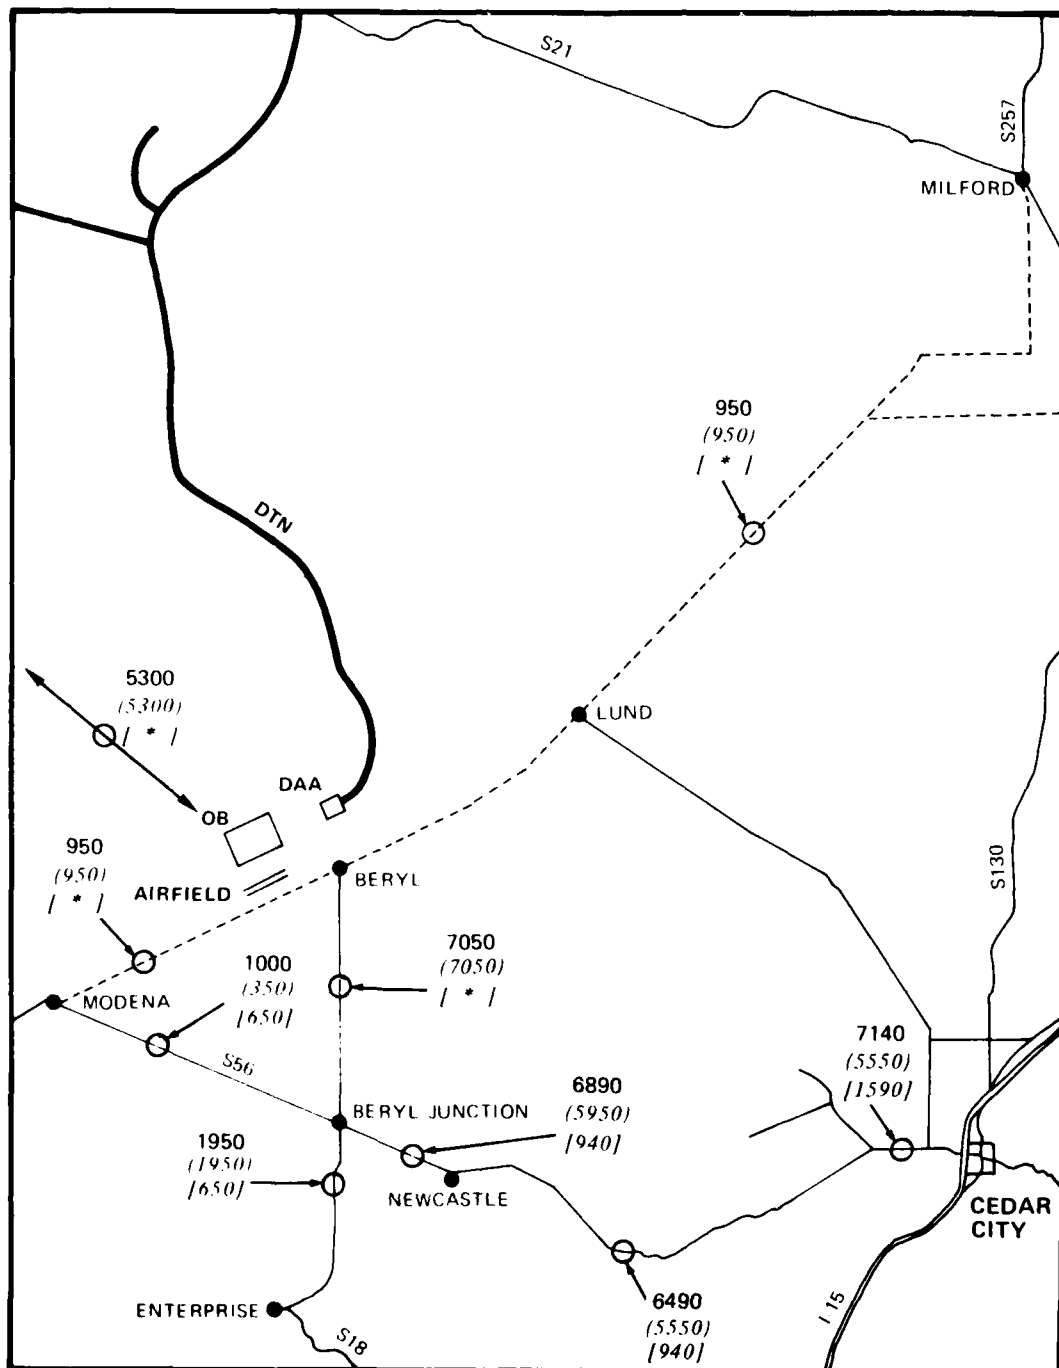 S21
S257
MILFORD
950
(950)
[ * ]
DTN
5300
(5300)
[ * ]
LUND
DAA
OB
S130
950
(950)
[ * ]
AIRFIELD
BERYL
1000
(350)
[650]
7050
(7050)
[ * ]
MODENA
7140
(5550)
[1590]
S56
6890
(5950)
[940]
BERYL JUNCTION
1950
(1950)
[650]
NEWCASTLE
CEDAR
CITY
ENTERPRISE
6490
(5550)
[940]
I 15
S18